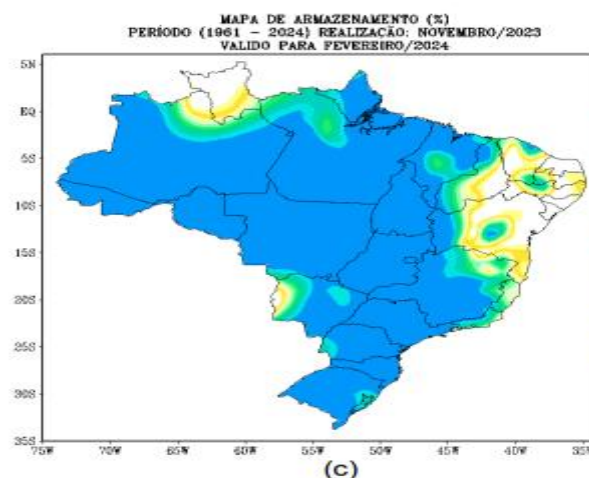 MAPA DE ARMAZENAMENTO (%)
PERÍODO (1961 - 2024) REALIZAÇÃO: NOVEMBRO/2023
VALIDO PARA FEVEREIRO/2024
5N
EQ
5S
10S
15S
20S
25S
30S
35S
75W 70W 65W 60W 55W 50W 45W 40W 35W
(C)